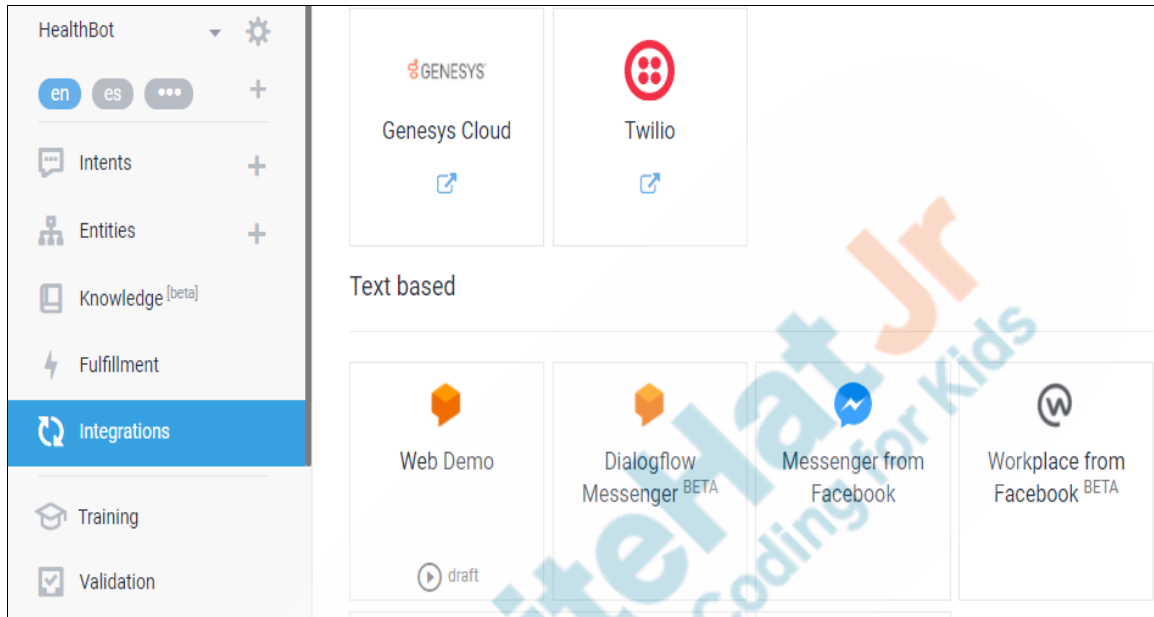 HealthBot
en es •••
Intents
Entities
Knowledge [beta]
Fulfillment
Integrations
Training
Validation
GENESYS
Genesys Cloud
Twilio
Text based
Web Demo
draft
Dialogflow
Messenger BETA
Messenger from
Facebook
Workplace from
Facebook BETA
iteHat Jr
Coding for Kids